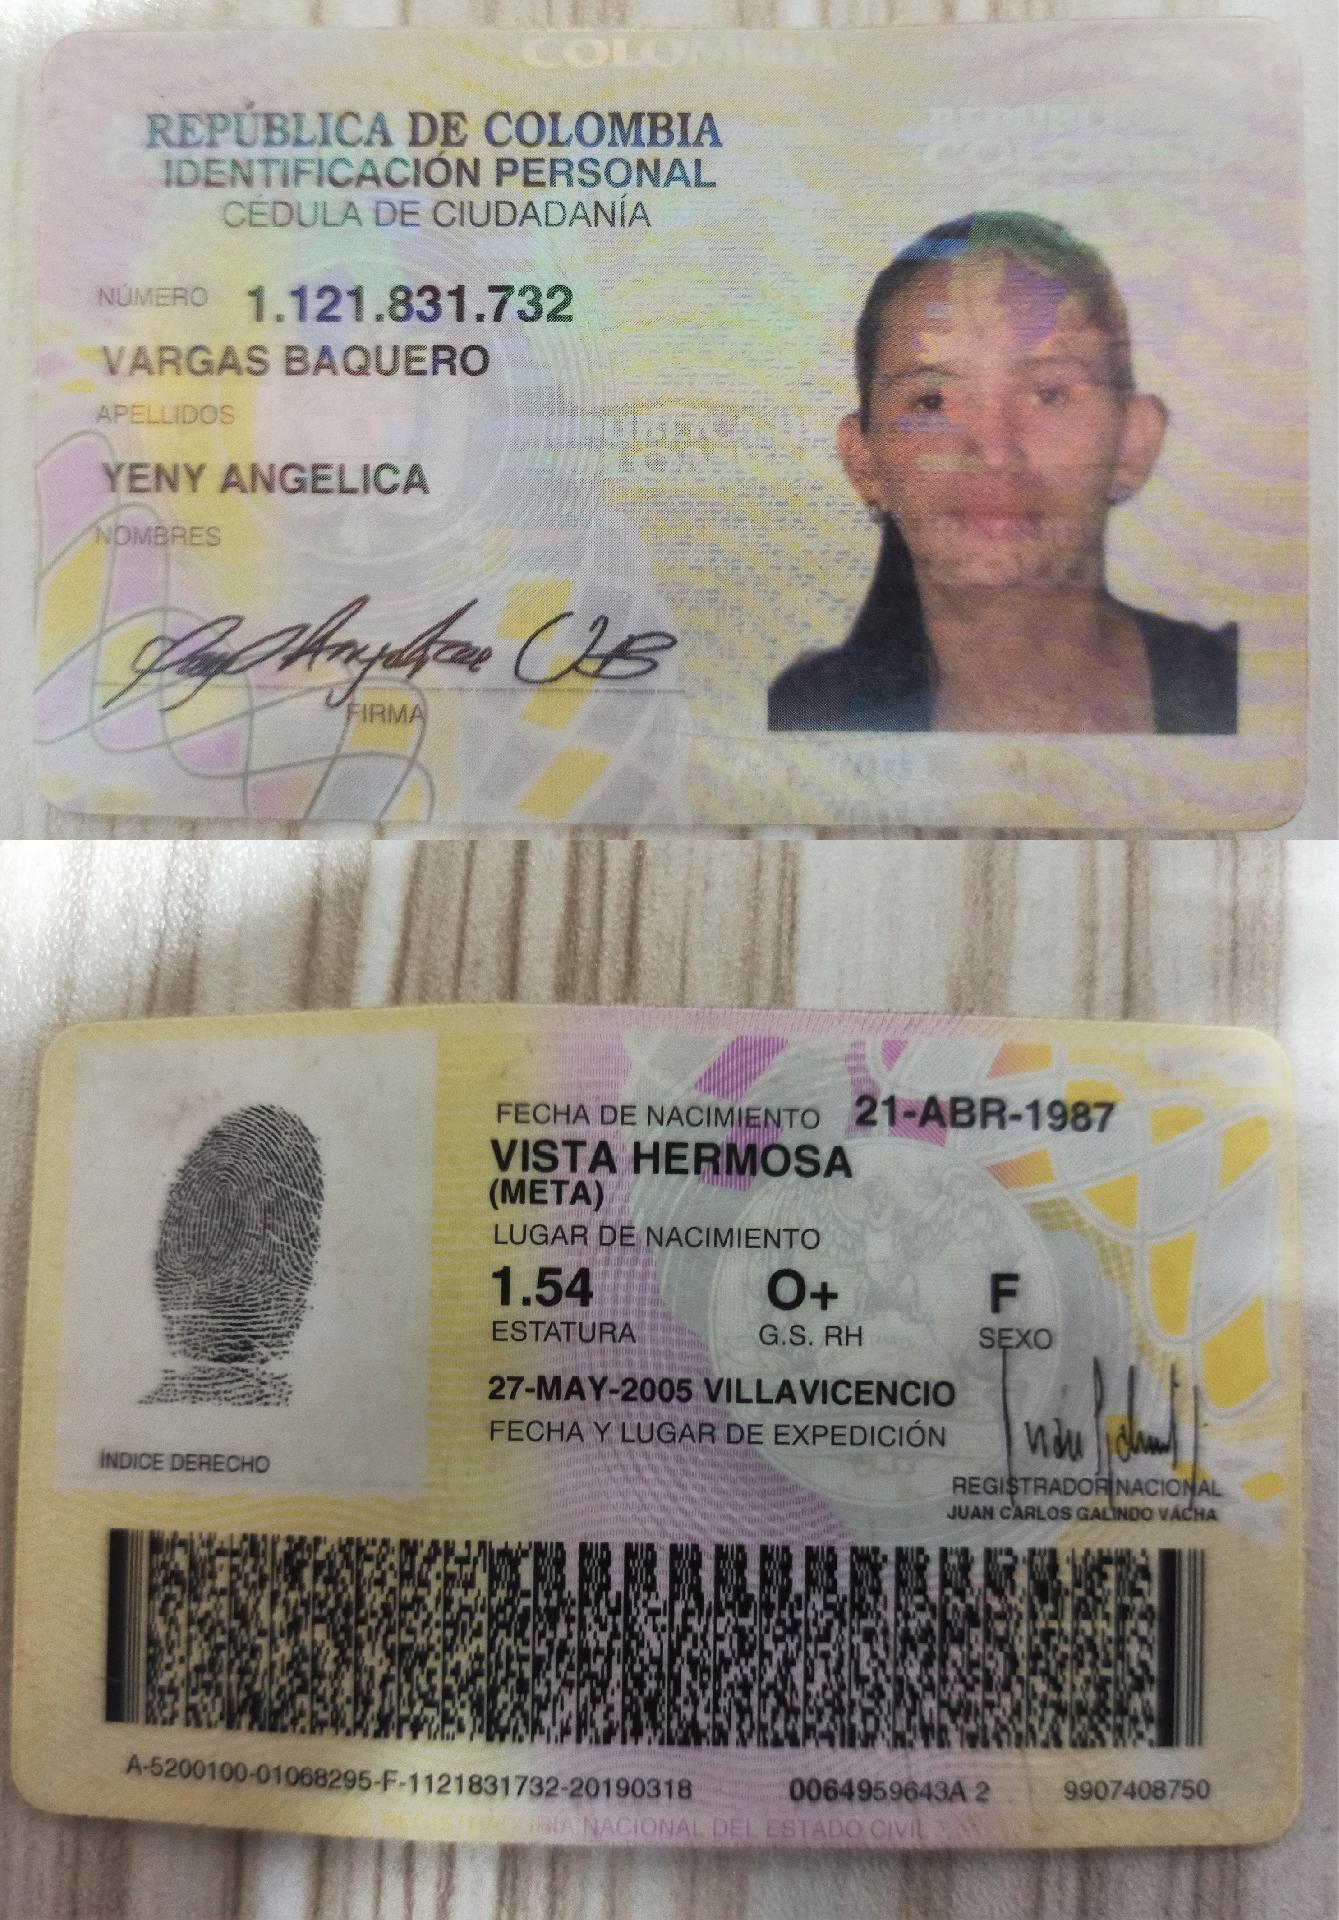 COLOMBIA
REPÚBLICA DE COLOMBIA
IDENTIFICACIÓN PERSONAL
CÉDULA DE CIUDADANÍA
NÚMERO 1.121.831.732
VARGAS BAQUERO
APELLIDOS
YENY ANGELICA
NOMBRES
FIRMA
FECHA DE NACIMIENTO 21-ABR-1987
VISTA HERMOSA
(META)
LUGAR DE NACIMIENTO
1.54 O+ F
ESTATURA G.S. RH SEXO
27-MAY-2005 VILLAVICENCIO
FECHA Y LUGAR DE EXPEDICIÓN
ÍNDICE DERECHO
REGISTRADOR NACIONAL
JUAN CARLOS GALINDO VÁCHA
A-5200100-01068295-F-1121831732-20190318 0064959643A 2 9907408750
REGISTRADURÍA NACIONAL DEL ESTADO CIVIL